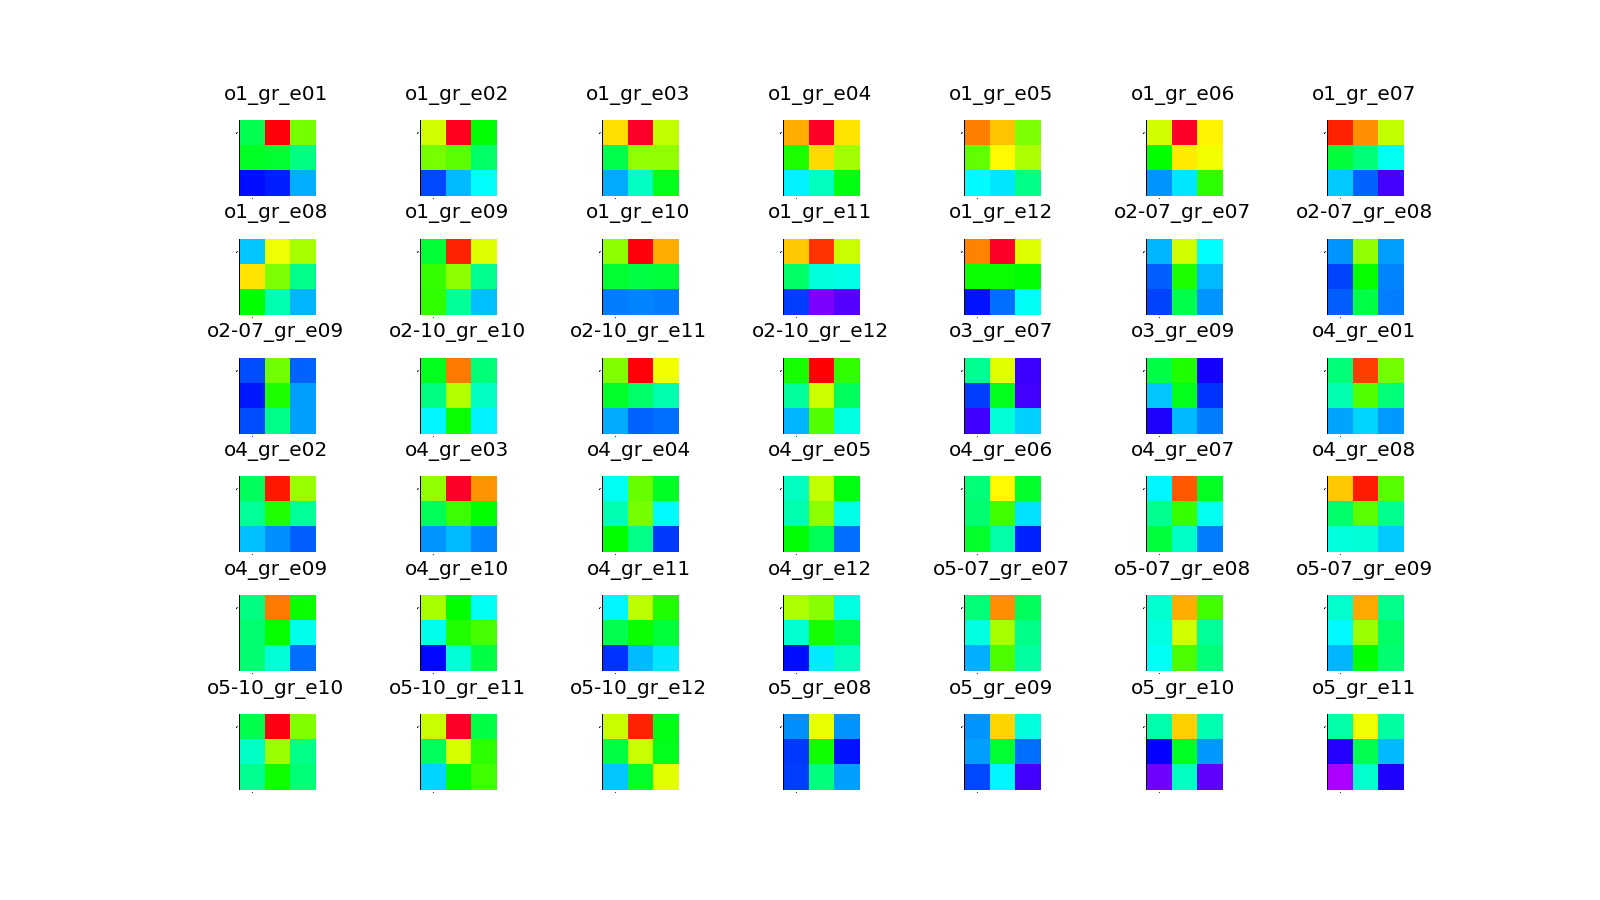 o1_gr_e01 o1_gr_e02 o1_gr_e03 o1_gr_e04 o1_gr_e05 o1_gr_e06 o1_gr_e07
o1_gr_e08 o1_gr_e09 o1_gr_e10 o1_gr_e11 o1_gr_e12 o2-07_gr_e07 o2-07_gr_e08
o2-07_gr_e09 o2-10_gr_e10 o2-10_gr_e11 o2-10_gr_e12 o3_gr_e07 o3_gr_e09 o4_gr_e01
o4_gr_e02 o4_gr_e03 o4_gr_e04 o4_gr_e05 o4_gr_e06 o4_gr_e07 o4_gr_e08
o4_gr_e09 o4_gr_e10 o4_gr_e11 o4_gr_e12 o5-07_gr_e07 o5-07_gr_e08 o5-07_gr_e09
o5-10_gr_e10 o5-10_gr_e11 o5-10_gr_e12 o5_gr_e08 o5_gr_e09 o5_gr_e10 o5_gr_e11